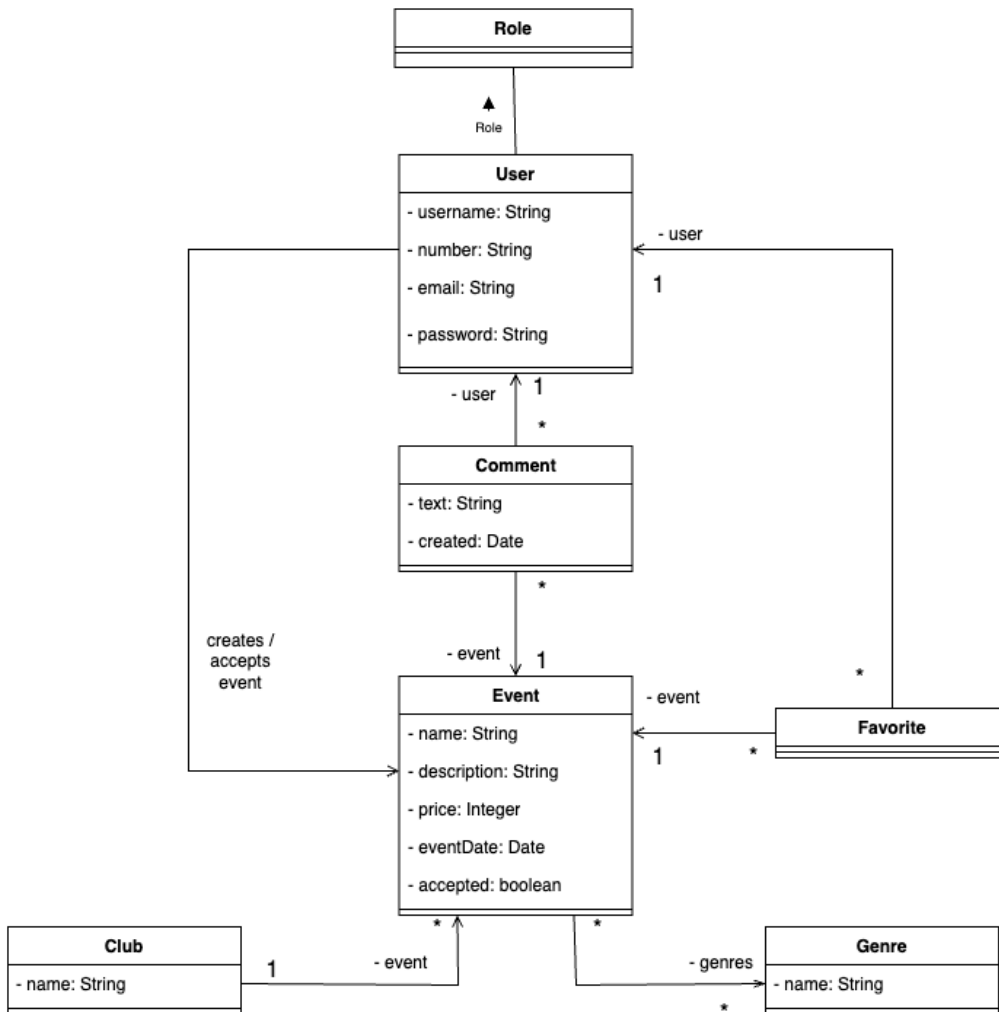 Role
Role
User
- username: String
- number: String
- email: String
- password: String
- user
1
- user
1
*
Comment
- text: String
- created: Date
*
creates /
accepts
event
- event
1
Event
- name: String
- description: String
- price: Integer
- eventDate: Date
- accepted: boolean
- event
1
*
*
Favorite
*
*
Club
- name: String
1
- event
- genres
*
Genre
- name: String